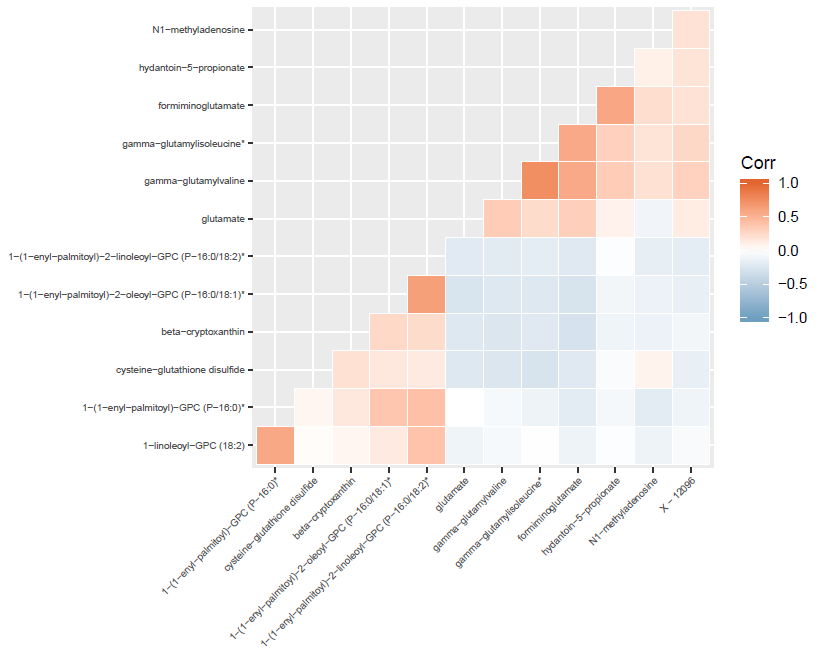 N1−methyladenosine
hydantoin−5−propionate
formiminoglutamate
gamma−glutamylisoleucine*
gamma−glutamylvaline
glutamate
1−(1−enyl−palmitoyl)−2−linoleoyl−GPC (P−16:0/18:2)*
1−(1−enyl−palmitoyl)−2−oleoyl−GPC (P−16:0/18:1)*
beta−cryptoxanthin
cysteine−glutathione disulfide
1−(1−enyl−palmitoyl)−GPC (P−16:0)*
1−linoleoyl−GPC (18:2)
1−(1−enyl−palmitoyl)−GPC (P−16:0)*
cysteine−glutathione disulfide
beta−cryptoxanthin
1−(1−enyl−palmitoyl)−2−oleoyl−GPC (P−16:0/18:1)*
1−(1−enyl−palmitoyl)−2−linoleoyl−GPC (P−16:0/18:2)*
glutamate
gamma−glutamylvaline
gamma−glutamylisoleucine*
formiminoglutamate
hydantoin−5−propionate
N1−methyladenosine
X − 12096
Corr
1.0
0.5
0.0
−0.5
−1.0